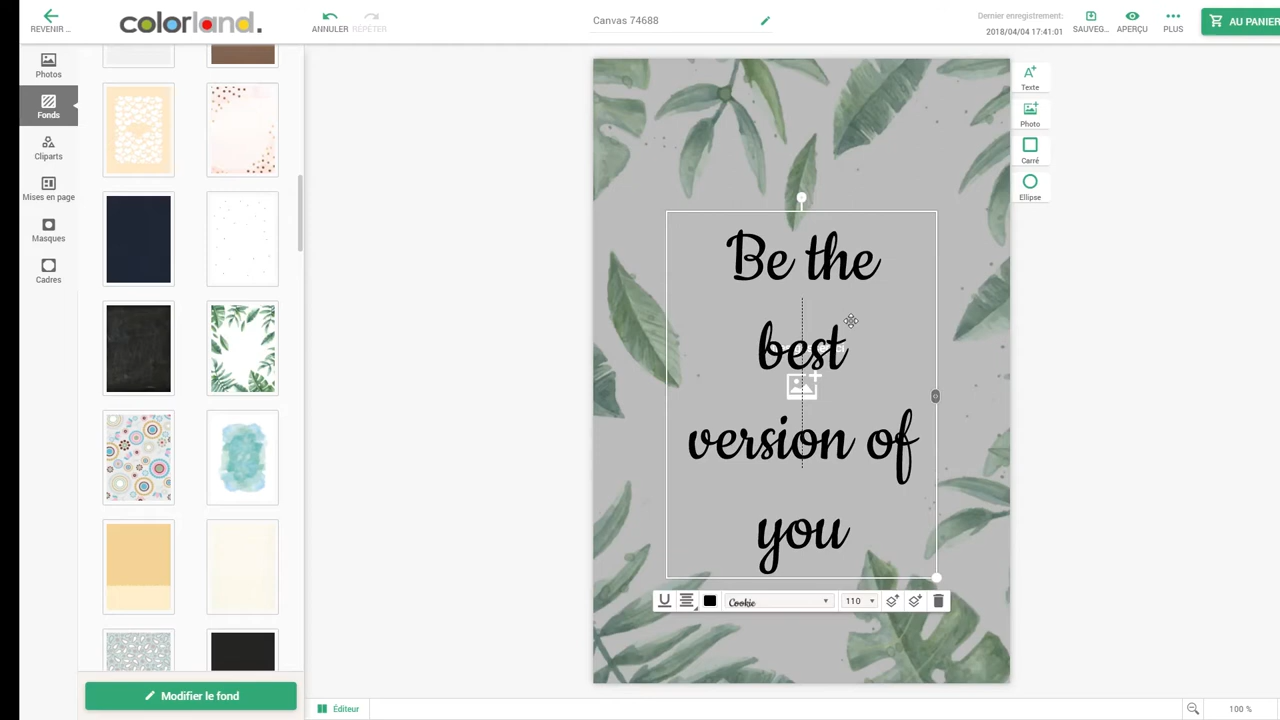 REVENIR ...
colorland.
ANNULER
RÉPÉTER
Canvas 74688
Dernier enregistrement:
2018/04/04 17:41:01
SAUVEG...
APERÇU
PLUS
AU PANIER
Photos
Fonds
Cliparts
Mises en page
Masques
Cadres
Texte
Photo
Carré
Ellipse
Be the
best
version of
you
U
Cookie
110
Modifier le fond
Éditeur
100 %